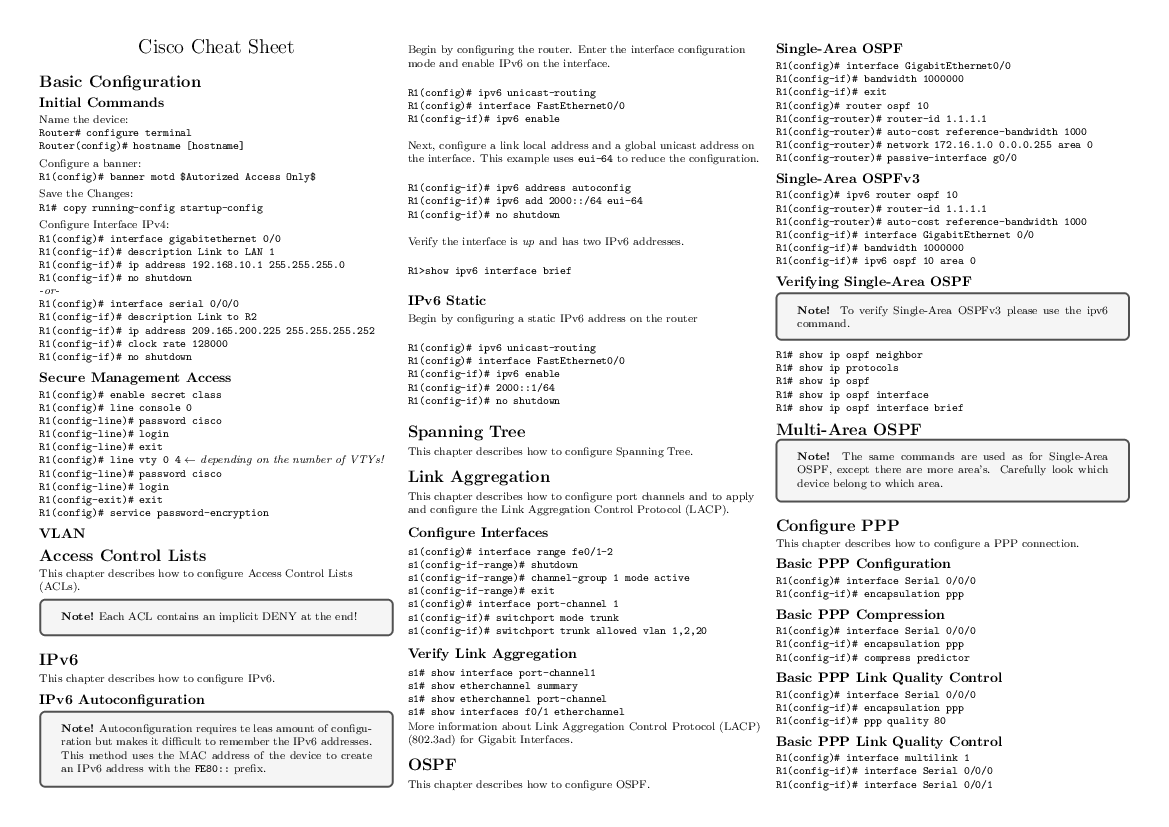 Cisco Cheat Sheet
Basic Configuration
Initial Commands
Name the device:
Router# configure terminal
Router(config)# hostname [hostname]
Configure a banner:
R1(config)# banner motd $Autorized Access Only$
Save the Changes:
R1# copy running-config startup-config
Configure Interface IPv4:
R1(config)# interface gigabitethernet 0/0
R1(config-if)# description Link to LAN 1
R1(config-if)# ip address 192.168.10.1 255.255.255.0
R1(config-if)# no shutdown
-or-
R1(config)# interface serial 0/0/0
R1(config-if)# description Link to R2
R1(config-if)# ip address 209.165.200.225 255.255.255.252
R1(config-if)# clock rate 128000
R1(config-if)# no shutdown
Secure Management Access
R1(config)# enable secret class
R1(config)# line console 0
R1(config-line)# password cisco
R1(config-line)# login
R1(config-line)# exit
R1(config)# line vty 0 4 ← depending on the number of VTYs!
R1(config-line)# password cisco
R1(config-line)# login
R1(config-exit)# exit
R1(config)# service password-encryption
VLAN
Access Control Lists
This chapter describes how to configure Access Control Lists
(ACLs).
Note! Each ACL contains an implicit DENY at the end!
IPv6
This chapter describes how to configure IPv6.
IPv6 Autoconfiguration
Note! Autoconfiguration requires te leas amount of configu-
ration but makes it difficult to remember the IPv6 addresses.
This method uses the MAC address of the device to create
an IPv6 address with the FE80:: prefix.
Begin by configuring the router. Enter the interface configuration
mode and enable IPv6 on the interface.
R1(config)# ipv6 unicast-routing
R1(config)# interface FastEthernet0/0
R1(config-if)# ipv6 enable
Next, configure a link local address and a global unicast address on
the interface. This example uses eui-64 to reduce the configuration.
R1(config-if)# ipv6 address autoconfig
R1(config-if)# ipv6 add 2000::/64 eui-64
R1(config-if)# no shutdown
Verify the interface is up and has two IPv6 addresses.
R1>show ipv6 interface brief
IPv6 Static
Begin by configuring a static IPv6 address on the router
R1(config)# ipv6 unicast-routing
R1(config)# interface FastEthernet0/0
R1(config-if)# ipv6 enable
R1(config-if)# 2000::1/64
R1(config-if)# no shutdown
Spanning Tree
This chapter describes how to configure Spanning Tree.
Link Aggregation
This chapter describes how to configure port channels and to apply
and configure the Link Aggregation Control Protocol (LACP).
Configure Interfaces
s1(config)# interface range fe0/1-2
s1(config-if-range)# shutdown
s1(config-if-range)# channel-group 1 mode active
s1(config-if-range)# exit
s1(config)# interface port-channel 1
s1(config-if)# switchport mode trunk
s1(config-if)# switchport trunk allowed vlan 1,2,20
Verify Link Aggregation
s1# show interface port-channel1
s1# show etherchannel summary
s1# show etherchannel port-channel
s1# show interfaces f0/1 etherchannel
More information about Link Aggregation Control Protocol (LACP)
(802.3ad) for Gigabit Interfaces.
OSPF
This chapter describes how to configure OSPF.
Single-Area OSPF
R1(config)# interface GigabitEthernet0/0
R1(config-if)# bandwidth 1000000
R1(config-if)# exit
R1(config)# router ospf 10
R1(config-router)# router-id 1.1.1.1
R1(config-router)# auto-cost reference-bandwidth 1000
R1(config-router)# network 172.16.1.0 0.0.0.255 area 0
R1(config-router)# passive-interface g0/0
Single-Area OSPFv3
R1(config)# ipv6 router ospf 10
R1(config-router)# router-id 1.1.1.1
R1(config-router)# auto-cost reference-bandwidth 1000
R1(config-router)# interface GigabitEthernet 0/0
R1(config-if)# bandwidth 1000000
R1(config-if)# ipv6 ospf 10 area 0
Verifying Single-Area OSPF
Note! To verify Single-Area OSPFv3 please use the ipv6
command.
R1# show ip ospf neighbor
R1# show ip protocols
R1# show ip ospf
R1# show ip ospf interface
R1# show ip ospf interface brief
Multi-Area OSPF
Note! The same commands are used as for Single-Area
OSPF, except there are more area's. Carefully look which
device belong to which area.
Configure PPP
This chapter describes how to configure a PPP connection.
Basic PPP Configuration
R1(config)# interface Serial 0/0/0
R1(config-if)# encapsulation ppp
Basic PPP Compression
R1(config)# interface Serial 0/0/0
R1(config-if)# encapsulation ppp
R1(config-if)# compress predictor
Basic PPP Link Quality Control
R1(config)# interface Serial 0/0/0
R1(config-if)# encapsulation ppp
R1(config-if)# ppp quality 80
Basic PPP Link Quality Control
R1(config)# interface multilink 1
R1(config-if)# interface Serial 0/0/0
R1(config-if)# interface Serial 0/0/1